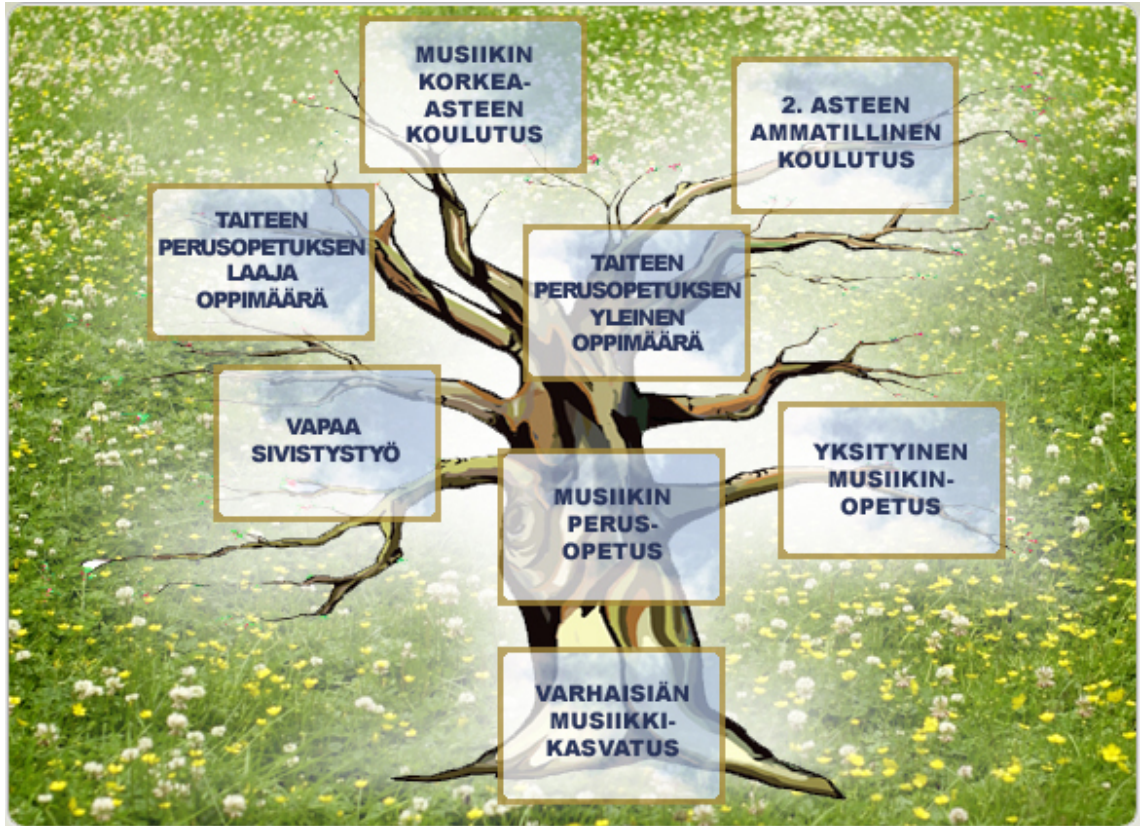 MUSIIKIN
KORKEA-
ASTEEN
KOULUTUS
2. ASTEEN
AMMATILLINEN
KOULUTUS
TAITEEN
PERUSOPETUKSEN
LAAJA
OPPIMÄÄRÄ
TAITEEN
PERUSOPETUKSEN
YLEINEN
OPPIMÄÄRÄ
VAPAA
SIVISTYSTYÖ
YKSITYINEN
MUSIIKIN-
OPETUS
MUSIIKIN
PERUS-
OPETUS
VARHAISIÄN
MUSIIKKI-
KASVATUS